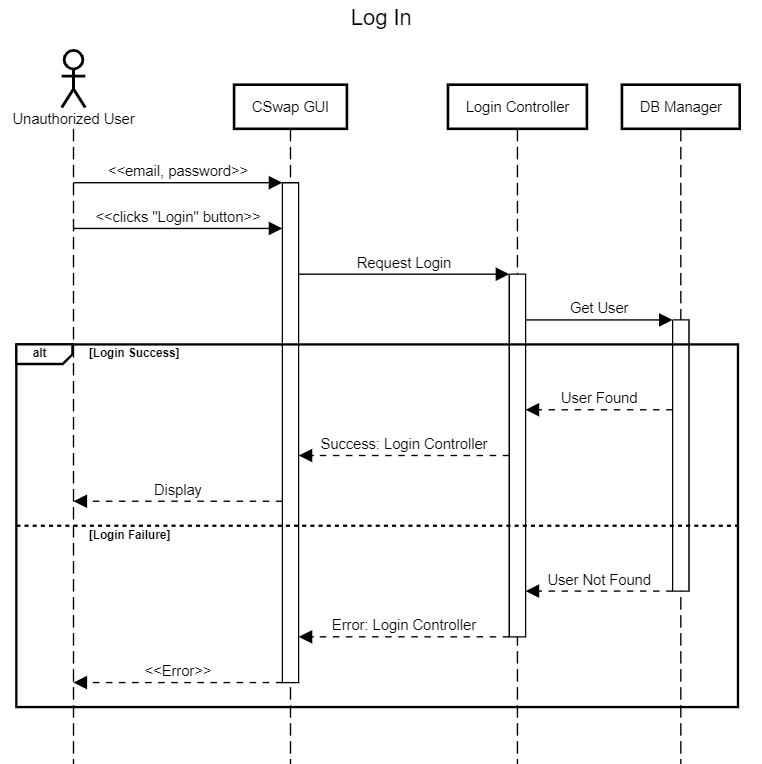 Log In
Unauthorized User
CSwap GUI
Login Controller
DB Manager
<<email, password>>
<<clicks "Login" button>>
Request Login
Get User
alt
[Login Success]
User Found
Success: Login Controller
Display
[Login Failure]
User Not Found
Error: Login Controller
<<Error>>